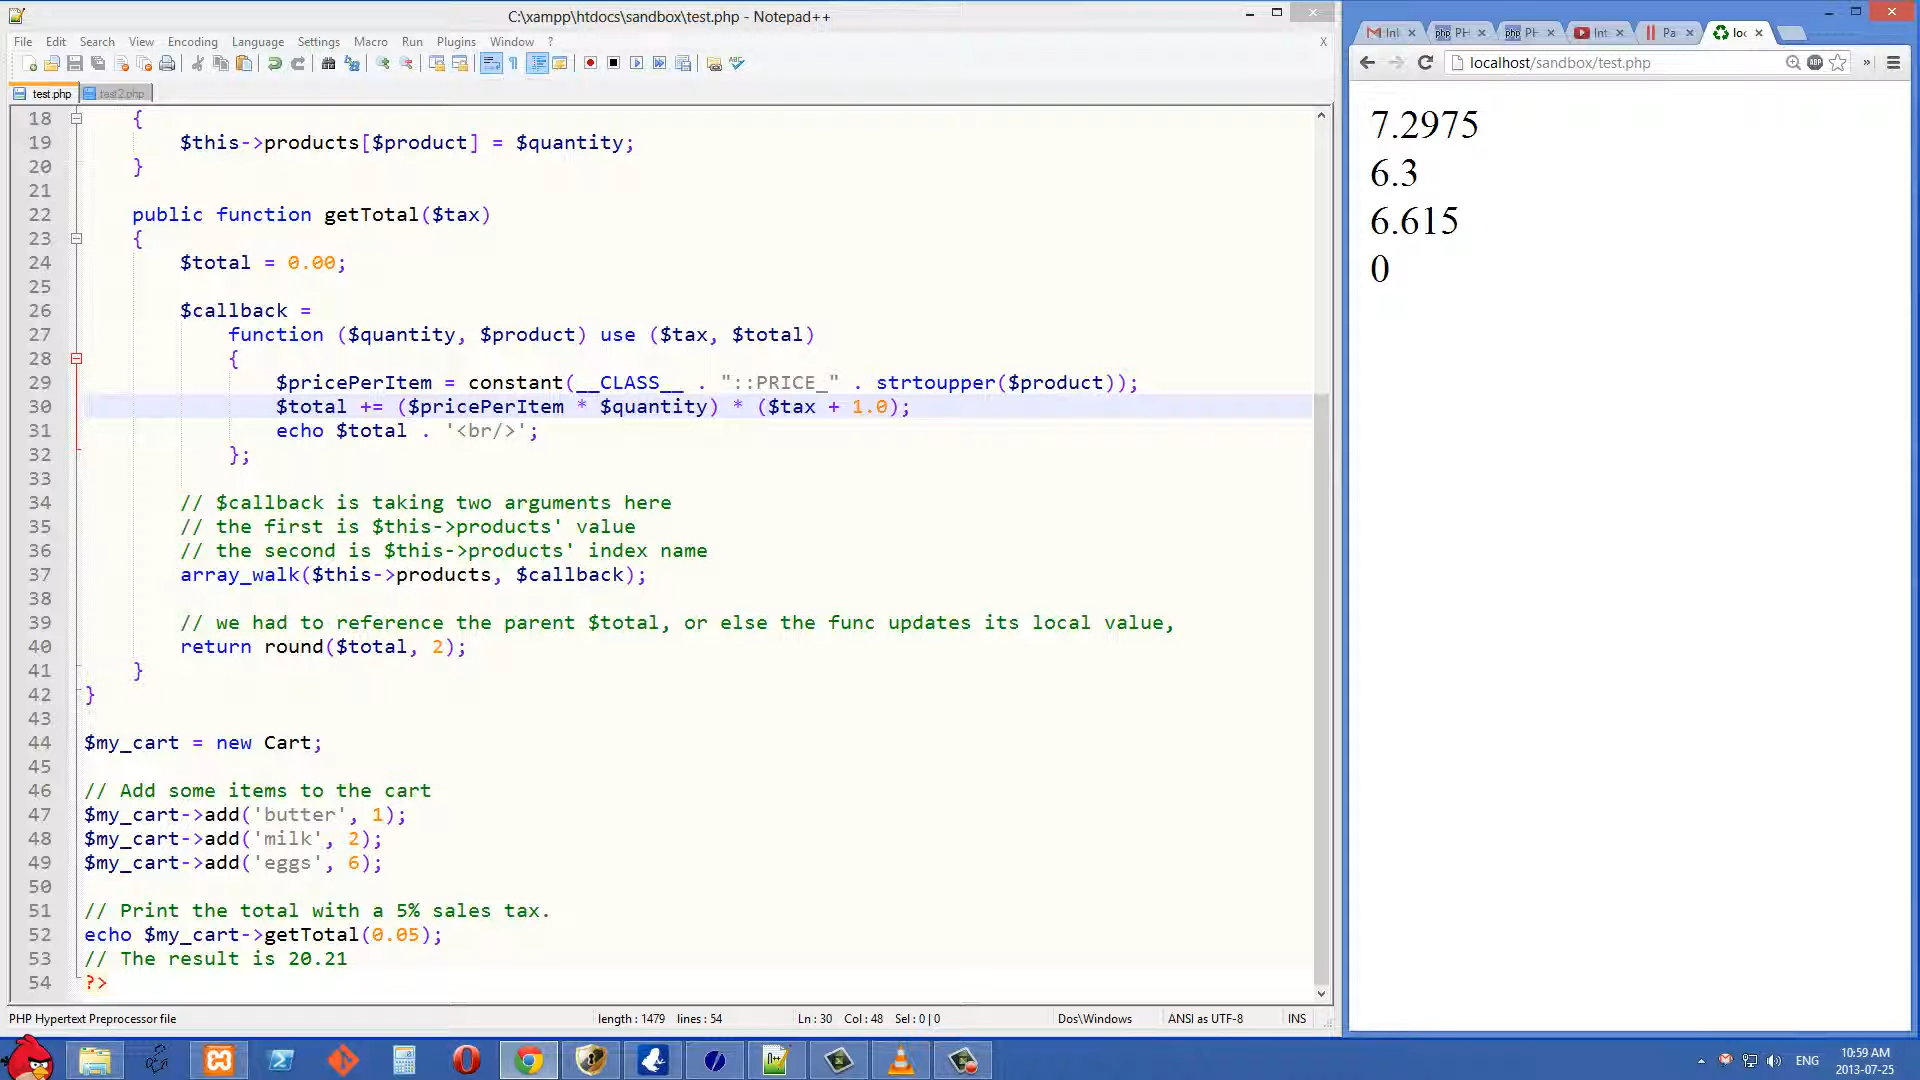 C:\xampp\htdocs\sandbox\test.php - Notepad++
File Edit Search View Encoding Language Settings Macro Run Plugins Window ? X
test.php test2.php
18 {
19 $this->products[$product] = $quantity;
20 }
21
22 public function getTotal($tax)
23 {
24 $total = 0.00;
25
26 $callback =
27 function ($quantity, $product) use ($tax, $total)
28 {
29 $pricePerItem = constant(__CLASS__ . "::PRICE_" . strtoupper($product));
30 $total += ($pricePerItem * $quantity) * ($tax + 1.0);
31 echo $total . '<br/>';
32 };
33
34 // $callback is taking two arguments here
35 // the first is $this->products' value
36 // the second is $this->products' index name
37 array_walk($this->products, $callback);
38
39 // we had to reference the parent $total, or else the func updates its local value,
40 return round($total, 2);
41 }
42 }
43
44 $my_cart = new Cart;
45
46 // Add some items to the cart
47 $my_cart->add('butter', 1);
48 $my_cart->add('milk', 2);
49 $my_cart->add('eggs', 6);
50
51 // Print the total with a 5% sales tax.
52 echo $my_cart->getTotal(0.05);
53 // The result is 20.21
54 ?>
PHP Hypertext Preprocessor file length : 1479 lines : 54 Ln : 30 Col : 48 Sel : 0 | 0 Dos\Windows ANSI as UTF-8 INS
php PH php PH Int Pa loc
localhost/sandbox/test.php ABP »
7.2975
6.3
6.615
0
ENG 10:59 AM
2013-07-25